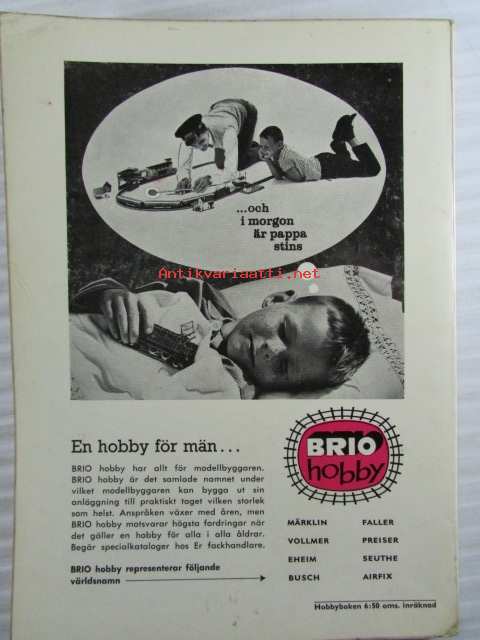 ...och
i morgon
är pappa
stins
Antikvariaatti.net
En hobby för män...
BRIO hobby har allt för modellbyggaren.
BRIO hobby är det samlade namnet under
vilket modellbyggaren kan bygga ut sin
anläggning till praktiskt taget vilken storlek
som helst. Anspråken växer med åren, men
BRIO hobby motsvarar högsta fordringar när
det gäller en hobby för alla i alla åldrar.
Begär specialkataloger hos Er fackhandlare.
BRIO hobby representerar följande
världsnamn
BRIO
hobby
MÄRKLIN FALLER
VOLLMER PREISER
EHEIM SEUTHE
BUSCH AIRFIX
Hobbyboken 6:50 oms. inräknad